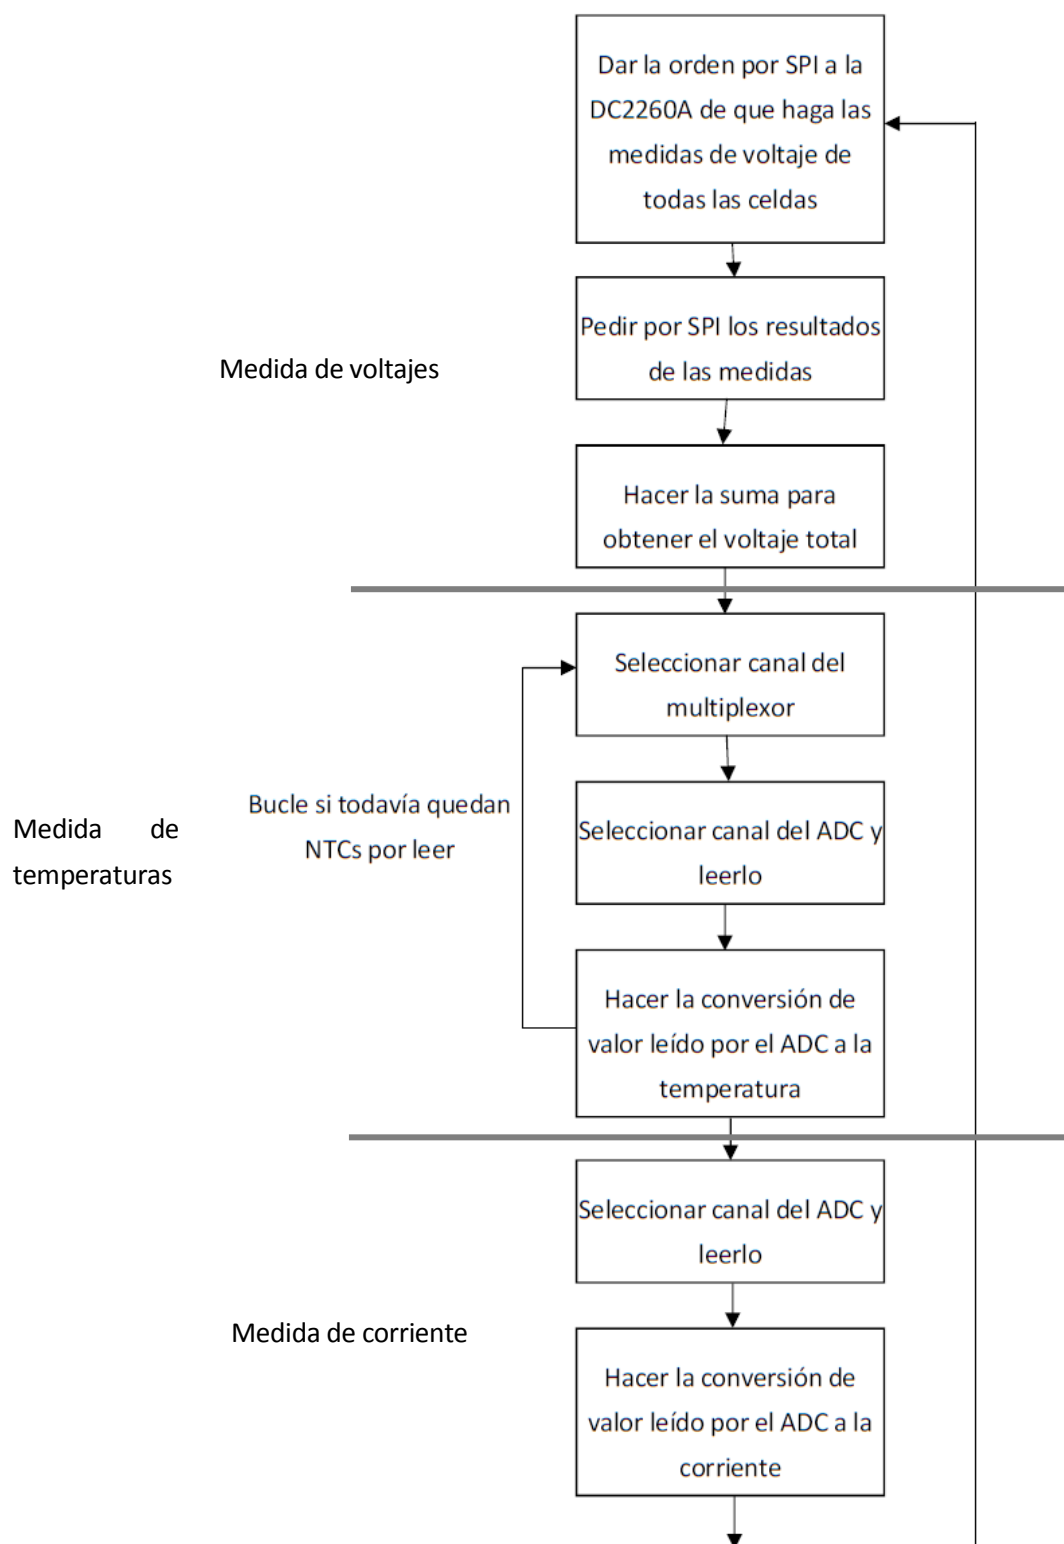 Dar la orden por SPI a la
DC2260A de que haga las
medidas de voltaje de
todas las celdas
Medida de voltajes
Pedir por SPI los resultados
de las medidas
Hacer la suma para
obtener el voltaje total
Seleccionar canal del
multiplexor
Bucle si todavía quedan
NTCs por leer
Medida de
temperaturas
Seleccionar canal del ADC y
leerlo
Hacer la conversión de
valor leído por el ADC a la
temperatura
Seleccionar canal del ADC y
leerlo
Medida de corriente
Hacer la conversión de
valor leído por el ADC a la
corriente